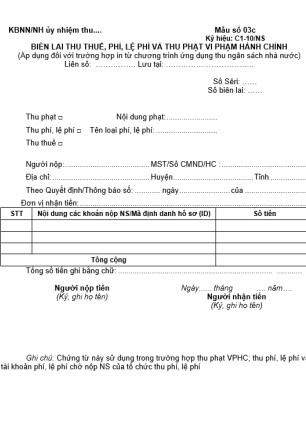 KBNN/NH ủy nhiệm thu.... Mẫu số 03c
Ký hiệu: C1-10/NS
BIÊN LAI THU THUẾ, PHÍ, LỆ PHÍ VÀ THU PHẠT VI PHẠM HÀNH CHÍNH
(Áp dụng đối với trường hợp in từ chương trình ứng dụng thu ngân sách nhà nước)
Liên số: ................ Lưu tại: ...................................
Số Sêri: ......
Số biên lai: ......
Thu phạt □ Nội dung phạt:..........................
Thu phí, lệ phí □ Tên loại phí, lệ phí:..........................
Thu thuế □
Người nộp:................................ MST/Số CMND/HC : ..............................
Địa chỉ: ................................ Huyện................................ Tỉnh ..............
Theo Quyết định/Thông báo số: .............. ngày..................của ..................
Đơn vị nhận tiền: ................................................................
STT Nội dung các khoản nộp NS/Mã định danh hồ sơ (ID) Số tiền
Tổng cộng
Tổng số tiền ghi bằng chữ: ................................................................
Người nộp tiền Ngày...... tháng ...... năm....
(Ký, ghi họ tên) Người nhận tiền
(Ký, ghi họ tên)
Ghi chú: Chứng từ này sử dụng trong trường hợp thu phạt VPHC; thu phí, lệ phí
tài khoản phí, lệ phí chờ nộp NS của tổ chức thu phí, lệ phí